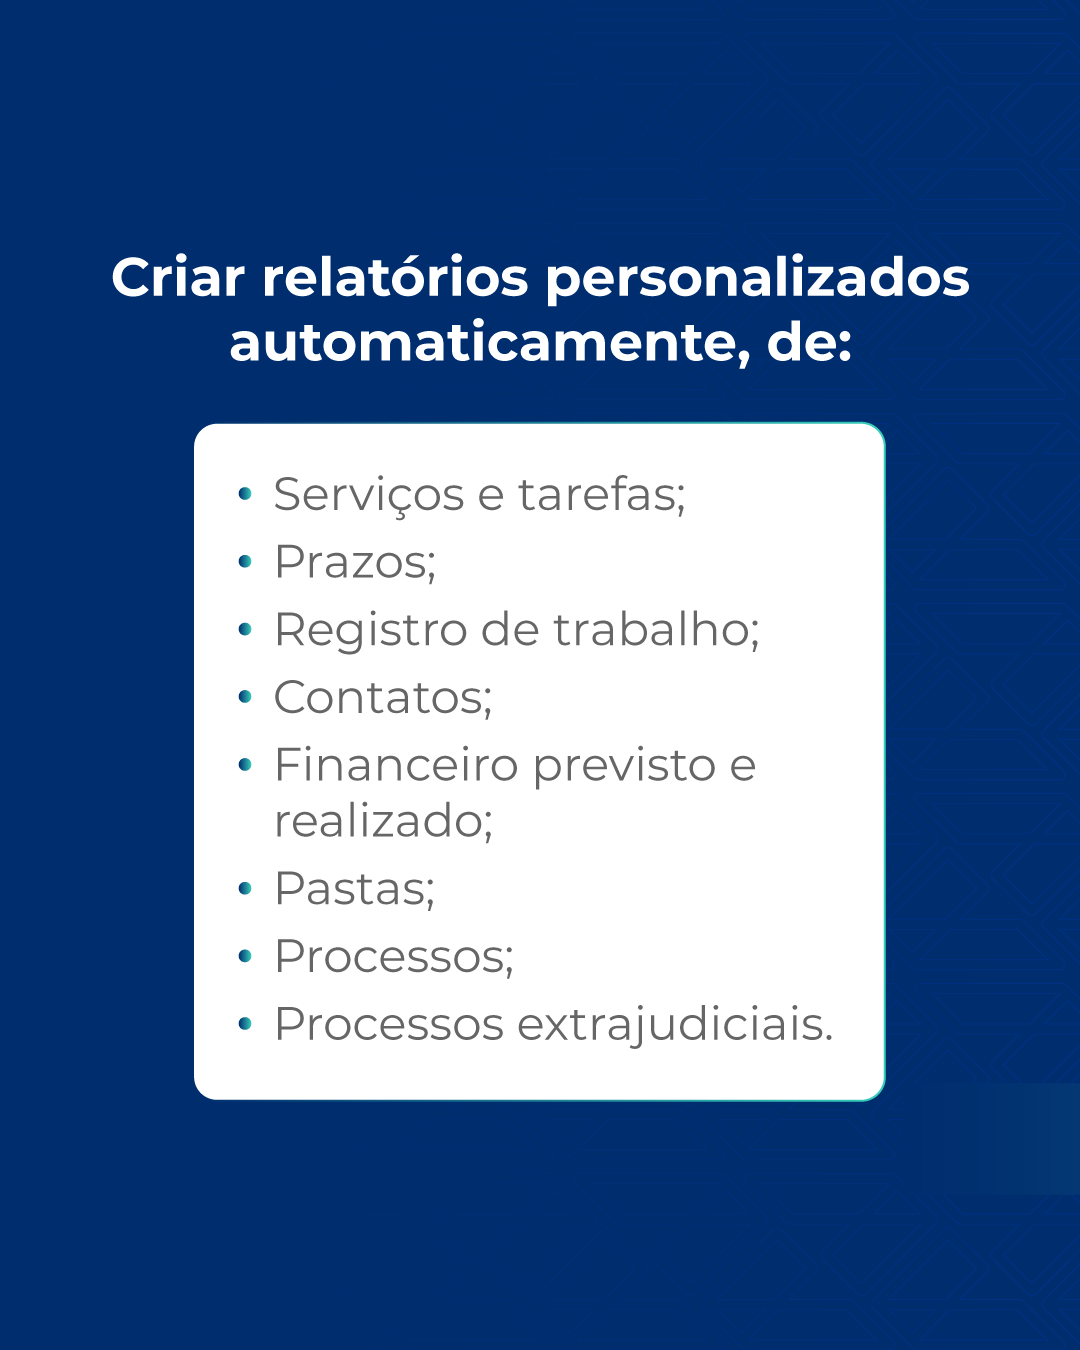 Criar relatórios personalizados
automaticamente, de:
• Serviços e tarefas;
• Prazos;
• Registro de trabalho;
• Contatos;
• Financeiro previsto e
realizado;
• Pastas;
• Processos;
• Processos extrajudiciais.